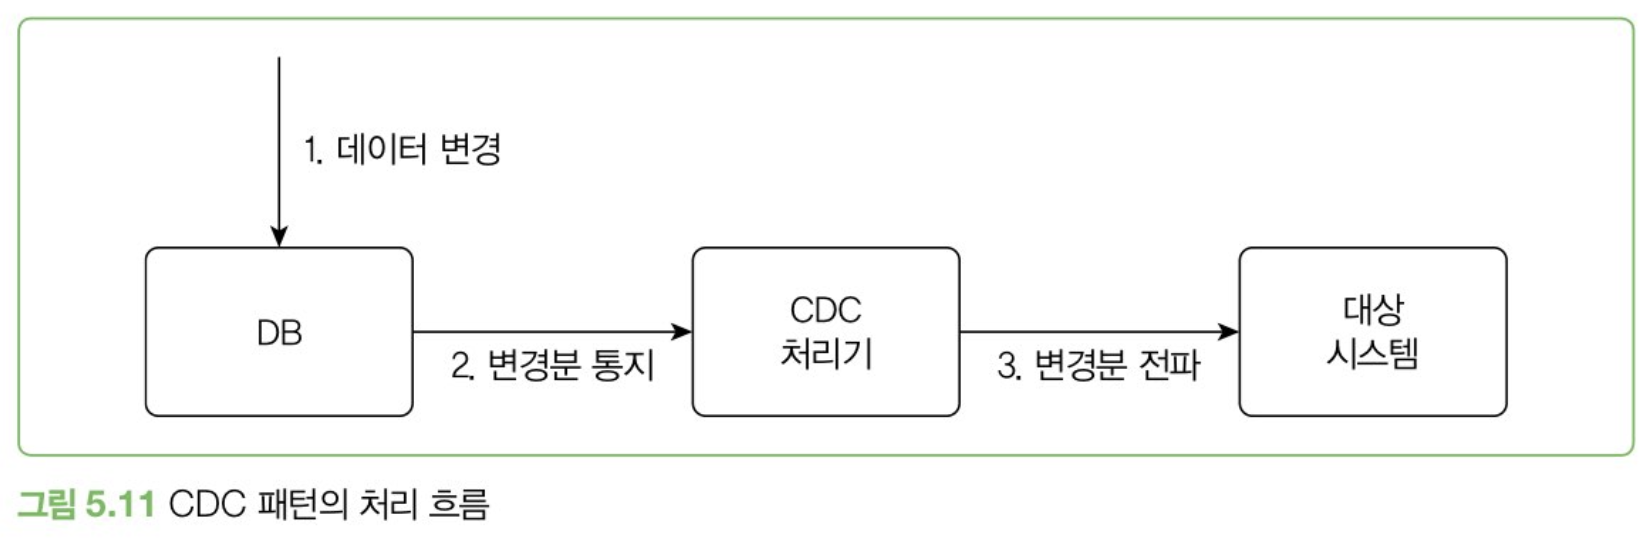 1. 데이터 변경
DB
2. 변경분 통지
CDC
처리기
3. 변경분 전파
대상
시스템
그림 5.11 CDC 패턴의 처리 흐름